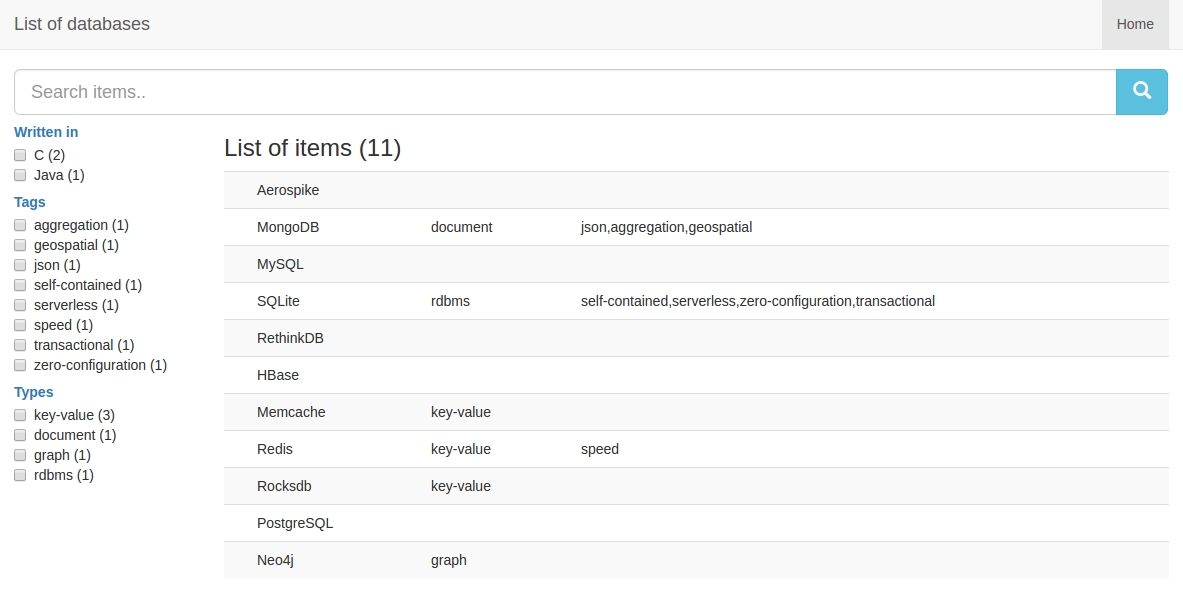 List of databases
Home
Search items..
Written in
C (2)
Java (1)
Tags
aggregation (1)
geospatial (1)
json (1)
self-contained (1)
serverless (1)
speed (1)
transactional (1)
zero-configuration (1)
Types
key-value (3)
document (1)
graph (1)
rdbms (1)
List of items (11)
Aerospike
MongoDB document json,aggregation,geospatial
MySQL
SQLite rdbms self-contained,serverless,zero-configuration,transactional
RethinkDB
HBase
Memcache key-value
Redis key-value speed
Rocksdb key-value
PostgreSQL
Neo4j graph